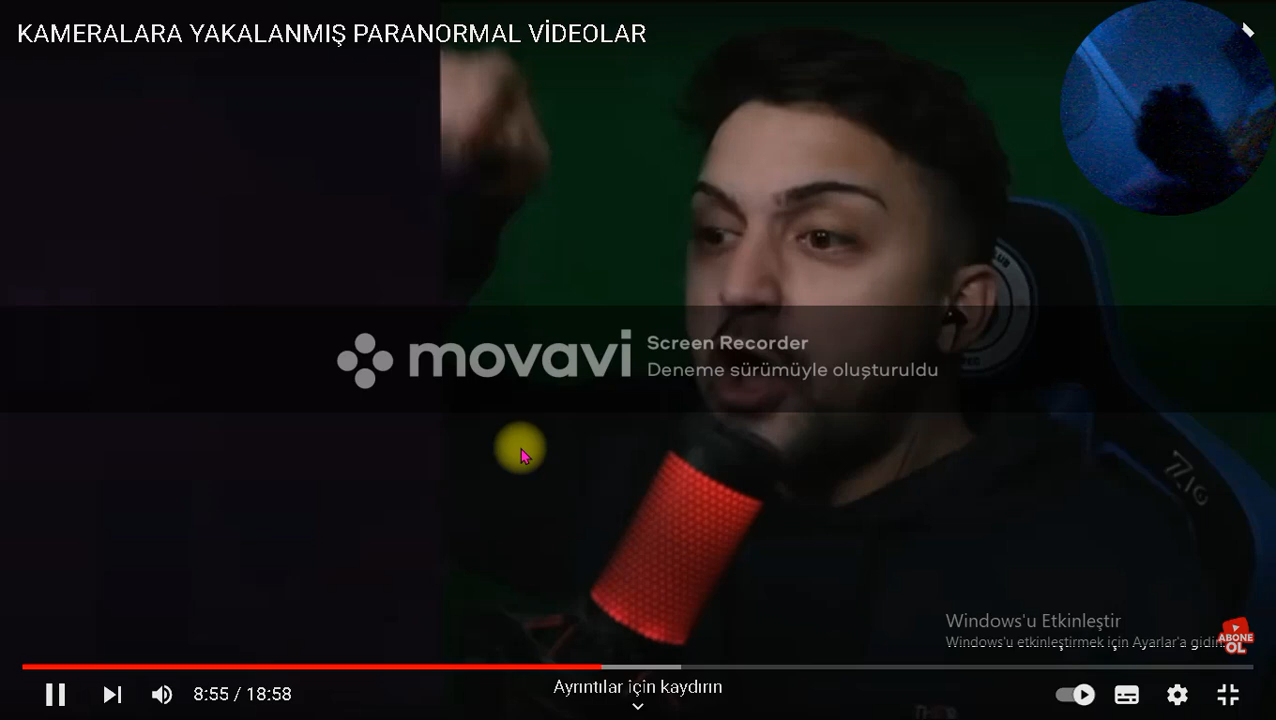 KAMERALARA YAKALANMIŞ PARANORMAL VİDEOLAR
movavi
Screen Recorder
Deneme sürümüyle oluşturuldu
Windows'u Etkinleştir
Windows'u etkinleştirmek için Ayarlar'a gidin
ABONE
OL
8:55 / 18:58
Ayrıntılar için kaydırın